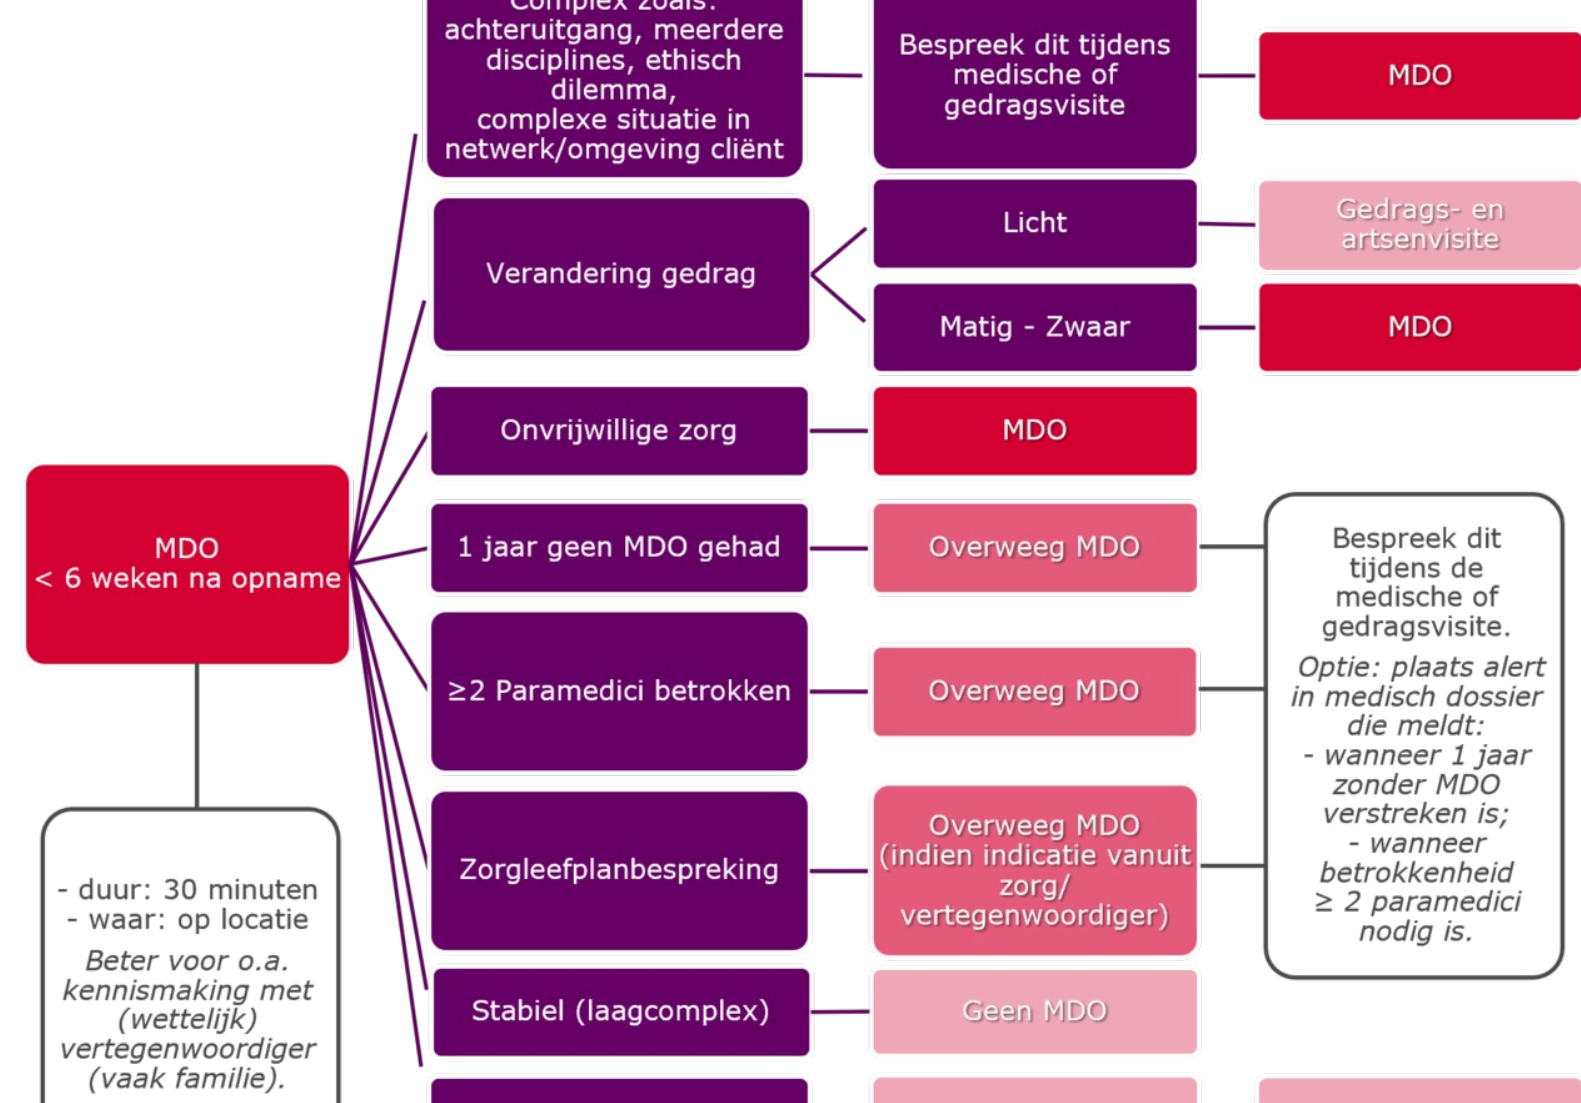 Complex zoals:
achteruitgang, meerdere
disciplines, ethisch
dilemma,
complexe situatie in
netwerk/omgeving cliënt
Bespreek dit tijdens
medische of
gedragsvisite
MDO
Verandering gedrag
Licht
Gedrags- en
artsenvisite
Matig - Zwaar
MDO
Onvrijwillige zorg
MDO
MDO
< 6 weken na opname
1 jaar geen MDO gehad
Overweeg MDO
≥2 Paramedici betrokken
Overweeg MDO
Zorgleefplanbespreking
Overweeg MDO
(indien indicatie vanuit
zorg/
vertegenwoordiger)
Bespreek dit
tijdens de
medische of
gedragsvisite.
Optie: plaats alert
in medisch dossier
die meldt:
- wanneer 1 jaar
zonder MDO
verstreken is;
- wanneer
betrokkenheid
≥ 2 paramedici
nodig is.
- duur: 30 minuten
- waar: op locatie
Beter voor o.a.
kennismaking met
(wettelijk)
vertegenwoordiger
(vaak familie).
Stabiel (laagcomplex)
Geen MDO